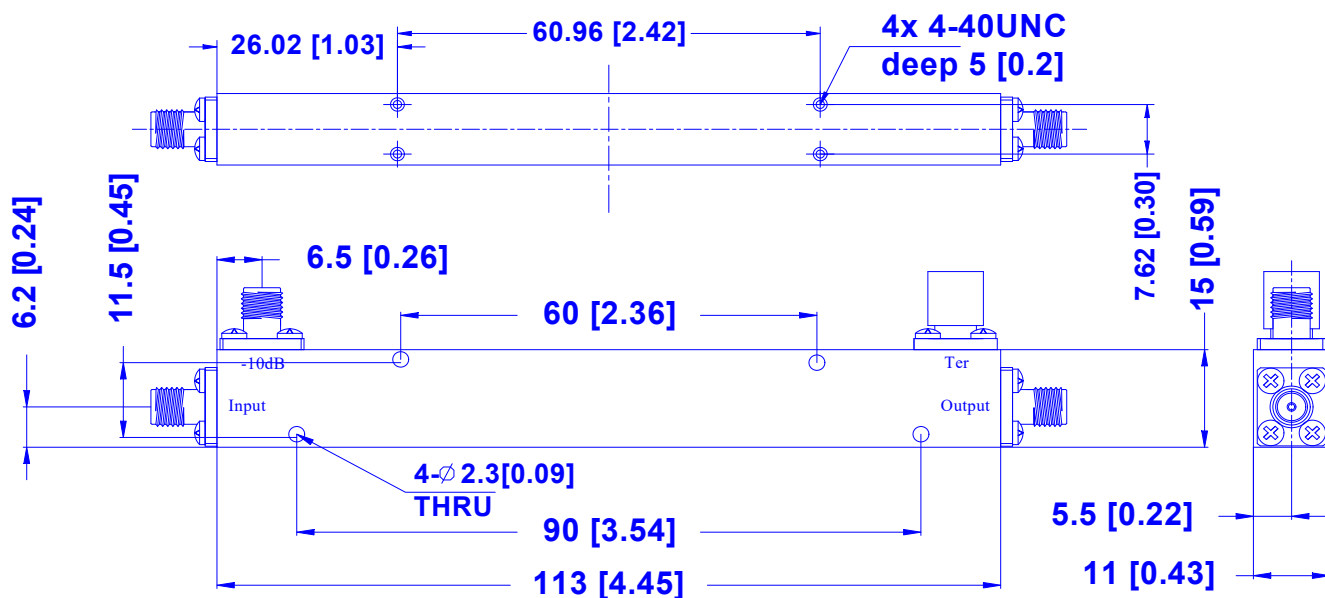 26.02 [1.03]
60.96 [2.42]
4x 4-40UNC
deep 5 [0.2]
7.62 [0.30]
15 [0.59]
6.2 [0.24]
11.5 [0.45]
6.5 [0.26]
60 [2.36]
-10dB
Ter
Input
Output
4-∅ 2.3[0.09]
THRU
90 [3.54]
113 [4.45]
5.5 [0.22]
11 [0.43]